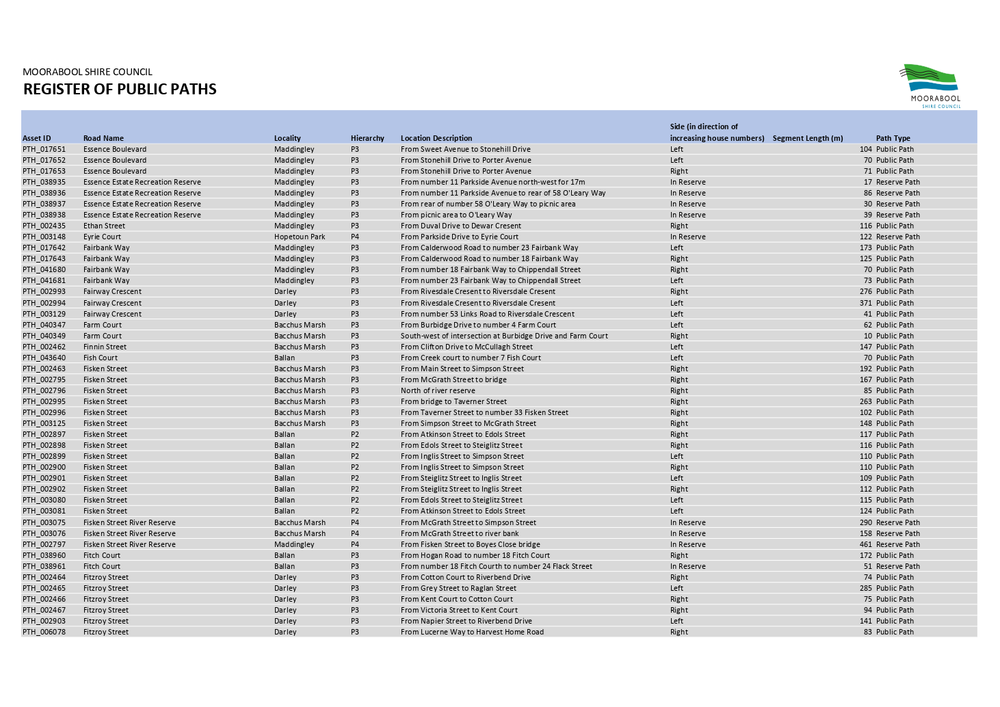 MOORABOOL SHIRE COUNCIL
REGISTER OF PUBLIC PATHS
MOORABOOL
SHIRE COUNCIL
Asset ID Road Name Locality Hierarchy Location Description Side (in direction of increasing house numbers) Segment Length (m) Path Type
PTH_017651 Essence Boulevard Maddingley P3 From Sweet Avenue to Stonehill Drive Left 104 Public Path
PTH_017652 Essence Boulevard Maddingley P3 From Stonehill Drive to Porter Avenue Left 70 Public Path
PTH_017653 Essence Boulevard Maddingley P3 From Stonehill Drive to Porter Avenue Right 71 Public Path
PTH_038935 Essence Estate Recreation Reserve Maddingley P3 From number 11 Parkside Avenue north-west for 17m In Reserve 17 Reserve Path
PTH_038936 Essence Estate Recreation Reserve Maddingley P3 From number 11 Parkside Avenue to rear of 58 O'Leary Way In Reserve 86 Reserve Path
PTH_038937 Essence Estate Recreation Reserve Maddingley P3 From rear of number 58 O'Leary Way to picnic area In Reserve 30 Reserve Path
PTH_038938 Essence Estate Recreation Reserve Maddingley P3 From picnic area to O'Leary Way In Reserve 39 Reserve Path
PTH_002435 Ethan Street Maddingley P3 From Duval Drive to Dewar Cresent Right 116 Public Path
PTH_003148 Eyrie Court Hopetoun Park P4 From Parkside Drive to Eyrie Court In Reserve 122 Reserve Path
PTH_017642 Fairbank Way Maddingley P3 From Calderwood Road to number 23 Fairbank Way Left 173 Public Path
PTH_017643 Fairbank Way Maddingley P3 From Calderwood Road to number 18 Fairbank Way Right 125 Public Path
PTH_041680 Fairbank Way Maddingley P3 From number 18 Fairbank Way to Chippendall Street Right 70 Public Path
PTH_041681 Fairbank Way Maddingley P3 From number 23 Fairbank Way to Chippendall Street Left 73 Public Path
PTH_002993 Fairway Crescent Darley P3 From Rivesdale Cresent to Riversdale Cresent Right 276 Public Path
PTH_002994 Fairway Crescent Darley P3 From Rivesdale Cresent to Riversdale Cresent Left 371 Public Path
PTH_003129 Fairway Crescent Darley P3 From number 53 Links Road to Riversdale Crescent Left 41 Public Path
PTH_040347 Farm Court Bacchus Marsh P3 From Burbidge Drive to number 4 Farm Court Left 62 Public Path
PTH_040349 Farm Court Bacchus Marsh P3 South-west of intersection at Burbidge Drive and Farm Court Right 10 Public Path
PTH_002462 Finnin Street Bacchus Marsh P3 From Clifton Drive to McCullagh Street Left 147 Public Path
PTH_043640 Fish Court Ballan P3 From Creek court to number 7 Fish Court Left 70 Public Path
PTH_002463 Fisken Street Bacchus Marsh P3 From Main Street to Simpson Street Right 192 Public Path
PTH_002795 Fisken Street Bacchus Marsh P3 From McGrath Street to bridge Right 167 Public Path
PTH_002796 Fisken Street Bacchus Marsh P3 North of river reserve Right 85 Public Path
PTH_002995 Fisken Street Bacchus Marsh P3 From bridge to Taverner Street Right 263 Public Path
PTH_002996 Fisken Street Bacchus Marsh P3 From Taverner Street to number 33 Fisken Street Right 102 Public Path
PTH_003125 Fisken Street Bacchus Marsh P3 From Simpson Street to McGrath Street Right 148 Public Path
PTH_002897 Fisken Street Ballan P2 From Atkinson Street to Edols Street Right 117 Public Path
PTH_002898 Fisken Street Ballan P2 From Edols Street to Steiglitz Street Right 116 Public Path
PTH_002899 Fisken Street Ballan P2 From Inglis Street to Simpson Street Left 110 Public Path
PTH_002900 Fisken Street Ballan P2 From Inglis Street to Simpson Street Right 110 Public Path
PTH_002901 Fisken Street Ballan P2 From Steiglitz Street to Inglis Street Left 109 Public Path
PTH_002902 Fisken Street Ballan P2 From Steiglitz Street to Inglis Street Right 112 Public Path
PTH_003080 Fisken Street Ballan P2 From Edols Street to Steiglitz Street Left 115 Public Path
PTH_003081 Fisken Street Ballan P2 From Atkinson Street to Edols Street Left 124 Public Path
PTH_003075 Fisken Street River Reserve Bacchus Marsh P4 From McGrath Street to Simpson Street In Reserve 290 Reserve Path
PTH_003076 Fisken Street River Reserve Bacchus Marsh P4 From McGrath Street to river bank In Reserve 158 Reserve Path
PTH_002797 Fisken Street River Reserve Maddingley P4 From Fisken Street to Boyes Close bridge In Reserve 461 Reserve Path
PTH_038960 Fitch Court Ballan P3 From Hogan Road to number 18 Fitch Court Right 172 Public Path
PTH_038961 Fitch Court Ballan P3 From number 18 Fitch Courth to number 24 Flack Street In Reserve 51 Reserve Path
PTH_002464 Fitzroy Street Darley P3 From Cotton Court to Riverbend Drive Right 74 Public Path
PTH_002465 Fitzroy Street Darley P3 From Grey Street to Raglan Street Left 285 Public Path
PTH_002466 Fitzroy Street Darley P3 From Kent Court to Cotton Court Right 75 Public Path
PTH_002467 Fitzroy Street Darley P3 From Victoria Street to Kent Court Right 94 Public Path
PTH_002903 Fitzroy Street Darley P3 From Napier Street to Riverbend Drive Left 141 Public Path
PTH_006078 Fitzroy Street Darley P3 From Lucerne Way to Harvest Home Road Right 83 Public Path